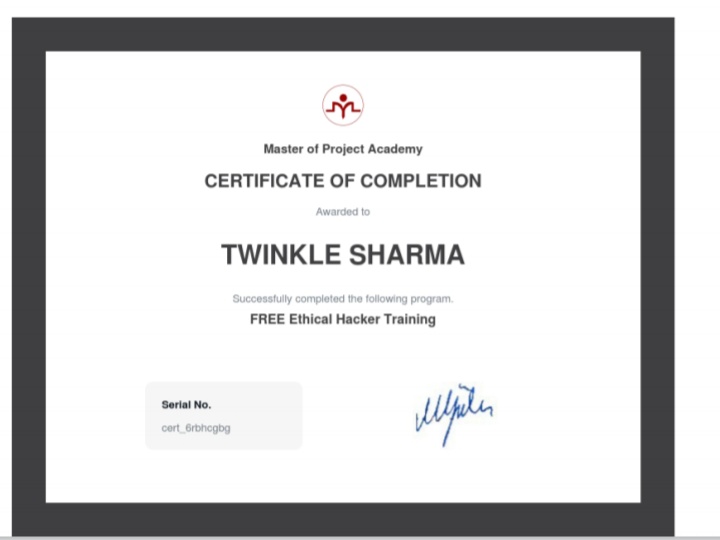 Master of Project Academy
CERTIFICATE OF COMPLETION
Awarded to
TWINKLE SHARMA
Successfully completed the following program.
FREE Ethical Hacker Training
Serial No.
cert_6rbhcgbg